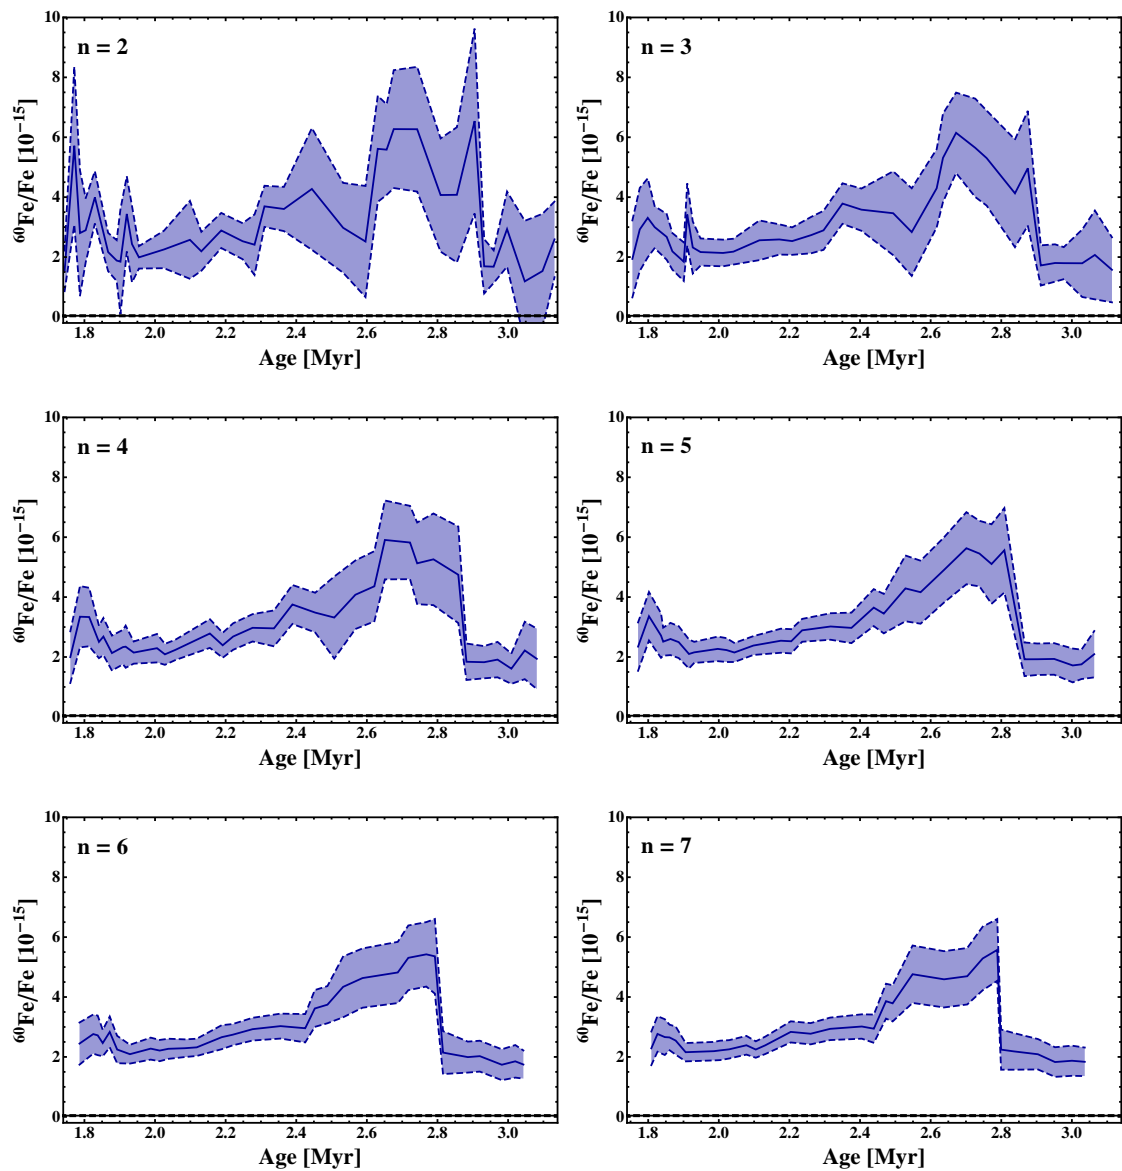 n = 2
⁶⁰Fe/Fe [10⁻¹⁵]
10
8
6
4
2
0
1.8 2.0 2.2 2.4 2.6 2.8 3.0
Age [Myr]
n = 3
⁶⁰Fe/Fe [10⁻¹⁵]
10
8
6
4
2
0
1.8 2.0 2.2 2.4 2.6 2.8 3.0
Age [Myr]
n = 4
⁶⁰Fe/Fe [10⁻¹⁵]
10
8
6
4
2
0
1.8 2.0 2.2 2.4 2.6 2.8 3.0
Age [Myr]
n = 5
⁶⁰Fe/Fe [10⁻¹⁵]
10
8
6
4
2
0
1.8 2.0 2.2 2.4 2.6 2.8 3.0
Age [Myr]
n = 6
⁶⁰Fe/Fe [10⁻¹⁵]
10
8
6
4
2
0
1.8 2.0 2.2 2.4 2.6 2.8 3.0
Age [Myr]
n = 7
⁶⁰Fe/Fe [10⁻¹⁵]
10
8
6
4
2
0
1.8 2.0 2.2 2.4 2.6 2.8 3.0
Age [Myr]